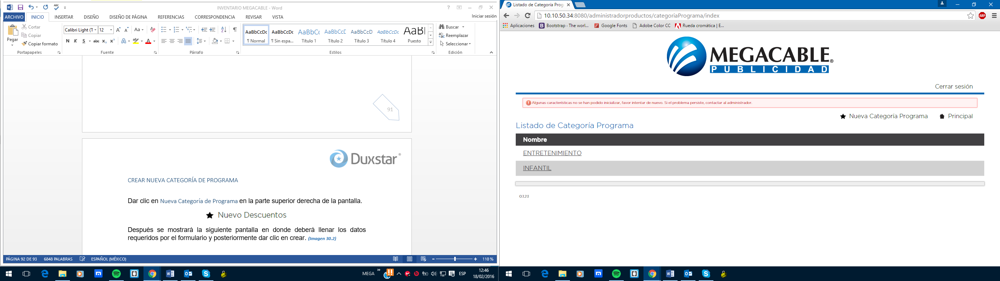 INVENTARIO MEGACABLE - Word
ARCHIVO INICIO INSERTAR DISEÑO DISEÑO DE PÁGINA REFERENCIAS CORRESPONDENCIA REVISAR VISTA Iniciar sesión
Pegar
Cortar
Copiar
Copiar formato
Portapapeles
Calibri Light (T 12
Fuente
Párrafo
AaBbCcDc AaBbCcDc AaBbC AaBbCcC AaBbCcD AaBbCcDc AaBl
¶ Normal ¶ Sin espa... Título 1 Título 2 Título 3 Título 4 Puesto
Estilos
Buscar
Reemplazar
Seleccionar
Edición
91
Duxstar®
CREAR NUEVA CATEGORÍA DE PROGRAMA
Dar clic en Nueva Categoría de Programa en la parte superior derecha de la pantalla.
★ Nuevo Descuentos
Después se mostrará la siguiente pantalla en donde deberá llenar los datos
requeridos por el formulario y posteriormente dar clic en crear. (Imagen 30.2)
PÁGINA 92 DE 93 6848 PALABRAS ESPAÑOL (MÉXICO) 110 %
MEGA ESP 12:46
18/02/2016
Listado de Categoría Prog
10.10.50.34:8080/administradorproductos/categoriaPrograma/index
Aplicaciones Bootstrap · The worl... Google Fonts Adobe Color CC Rueda cromática | E...
MEGACABLE®
PUBLICIDAD
Cerrar sesión
Algunas características no se han podido inicializar, favor intentar de nuevo. Si el problema persiste, contactar al administrador.
★ Nueva Categoría Programa Principal
Listado de Categoría Programa
Nombre
ENTRETENIMIENTO
INFANTIL
0.1.23